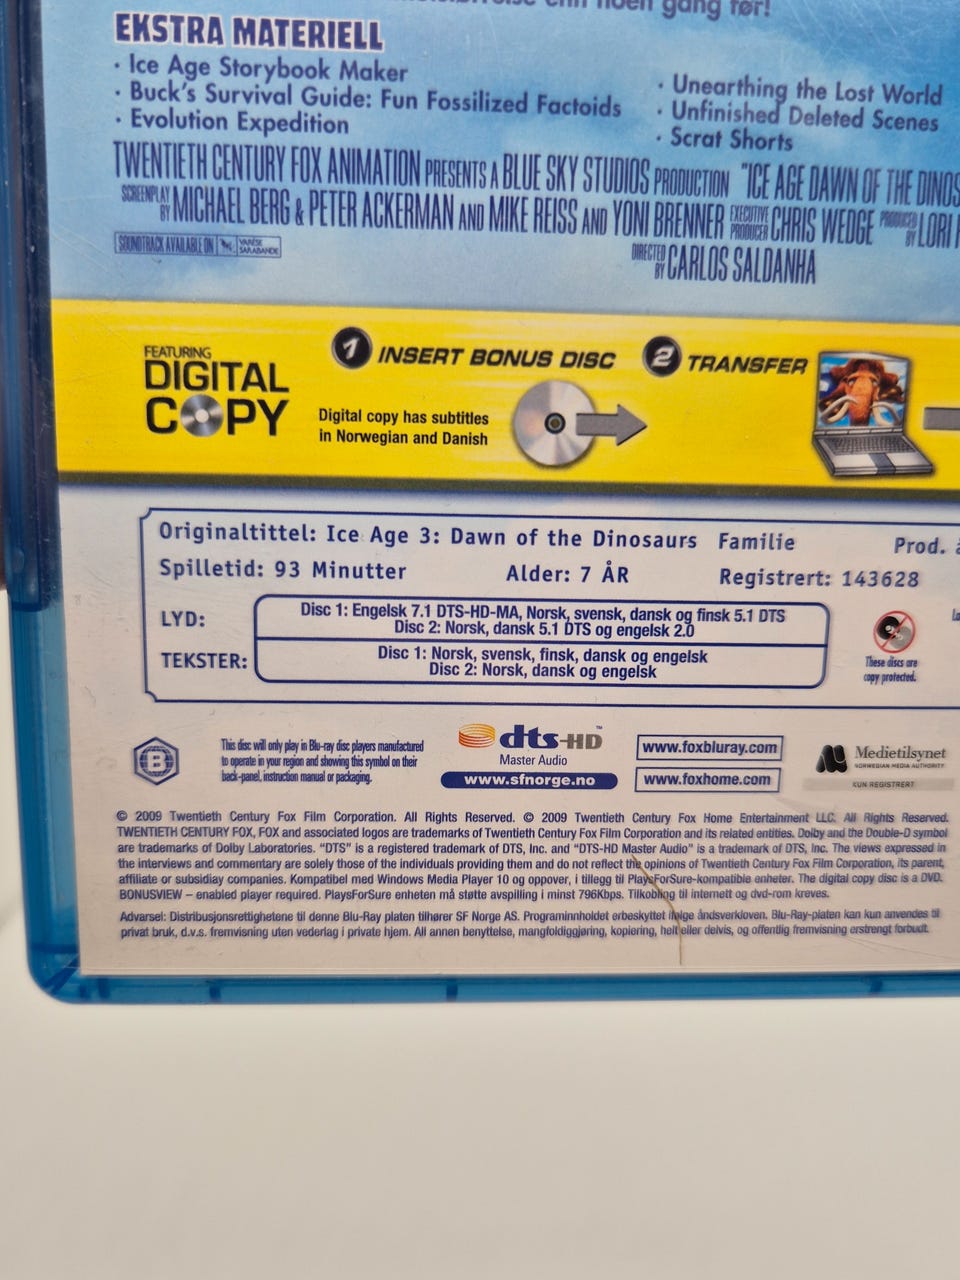 enn noen gang før!
EKSTRA MATERIELL
· Ice Age Storybook Maker
· Buck's Survival Guide: Fun Fossilized Factoids
· Evolution Expedition
· Unearthing the Lost World
· Unfinished Deleted Scenes
· Scrat Shorts
TWENTIETH CENTURY FOX ANIMATION PRESENTS A BLUE SKY STUDIOS PRODUCTION "ICE AGE DAWN OF THE DINOS
SCREENPLAY BY MICHAEL BERG & PETER ACKERMAN AND MIKE REISS AND YONI BRENNER EXECUTIVE PRODUCER CHRIS WEDGE PRODUCED BY LORI
DIRECTED BY CARLOS SALDANHA
SOUNDTRACK AVAILABLE ON VARÈSE SARABANDE
FEATURING
DIGITAL
COPY
1 INSERT BONUS DISC
Digital copy has subtitles
in Norwegian and Danish
2 TRANSFER
Originaltittel: Ice Age 3: Dawn of the Dinosaurs Familie Prod.
Spilletid: 93 Minutter Alder: 7 ÅR Registrert: 143628
LYD:
Disc 1: Engelsk 7.1 DTS-HD-MA, Norsk, svensk, dansk og finsk 5.1 DTS
Disc 2: Norsk, dansk 5.1 DTS og engelsk 2.0
TEKSTER:
Disc 1: Norsk, svensk, finsk, dansk og engelsk
Disc 2: Norsk, dansk og engelsk
These discs are
copy protected.
B
This disc will only play in Blu-ray disc players manufactured
to operate in your region and showing this symbol on their
back-panel, instruction manual or packaging.
dts-HD™
Master Audio
www.sfnorge.no
www.foxbluray.com
www.foxhome.com
Medietilsynet
NORWEGIAN MEDIA AUTHORITY
KUN REGISTRERT
© 2009 Twentieth Century Fox Film Corporation. All Rights Reserved. © 2009 Twentieth Century Fox Home Entertainment LLC. All Rights Reserved.
TWENTIETH CENTURY FOX, FOX and associated logos are trademarks of Twentieth Century Fox Film Corporation and its related entities. Dolby and the Double-D symbol
are trademarks of Dolby Laboratories. "DTS" is a registered trademark of DTS, Inc. and "DTS-HD Master Audio" is a trademark of DTS, Inc. The views expressed in
the interviews and commentary are solely those of the individuals providing them and do not reflect the opinions of Twentieth Century Fox Film Corporation, its parent,
affiliate or subsidiay companies. Kompatibel med Windows Media Player 10 og oppover, i tillegg til PlaysForSure-kompatible enheter. The digital copy disc is a DVD.
BONUSVIEW – enabled player required. PlaysForSure enheten må støtte avspilling i minst 796Kbps. Tilkobling til internett og dvd-rom kreves.
Advarsel: Distribusjonsrettighetene til denne Blu-Ray platen tilhører SF Norge AS. Programinnholdet erbeskyttet ifølge åndsverkloven. Blu-Ray-platen kan kun anvendes til
privat bruk, d.v.s. fremvisning uten vederlag i private hjem. All annen benyttelse, mangfoldiggjøring, kopiering, helt eller delvis, og offentlig fremvisning erstrengt forbudt.